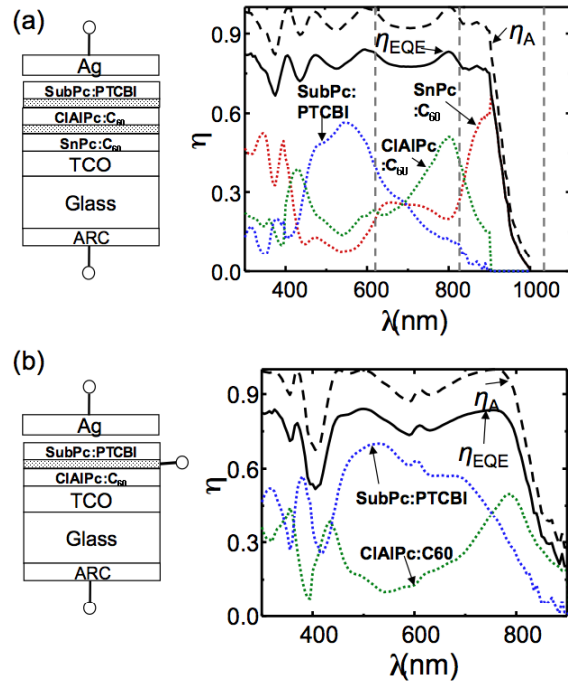 (a)
Ag
SubPc:PTCBI
ClAlPc:C60
SnPc:C60
TCO
Glass
ARC
η
0.9
0.6
0.3
0.0
ηEQE
ηA
SubPc:
PTCBI
SnPc
:C60
ClAlPc
:C60
400 600 800 1000
λ(nm)
(b)
Ag
SubPc:PTCBI
ClAlPc:C60
TCO
Glass
ARC
η
0.9
0.6
0.3
0.0
ηA
ηEQE
SubPc:PTCBI
ClAlPc:C60
400 600 800
λ(nm)